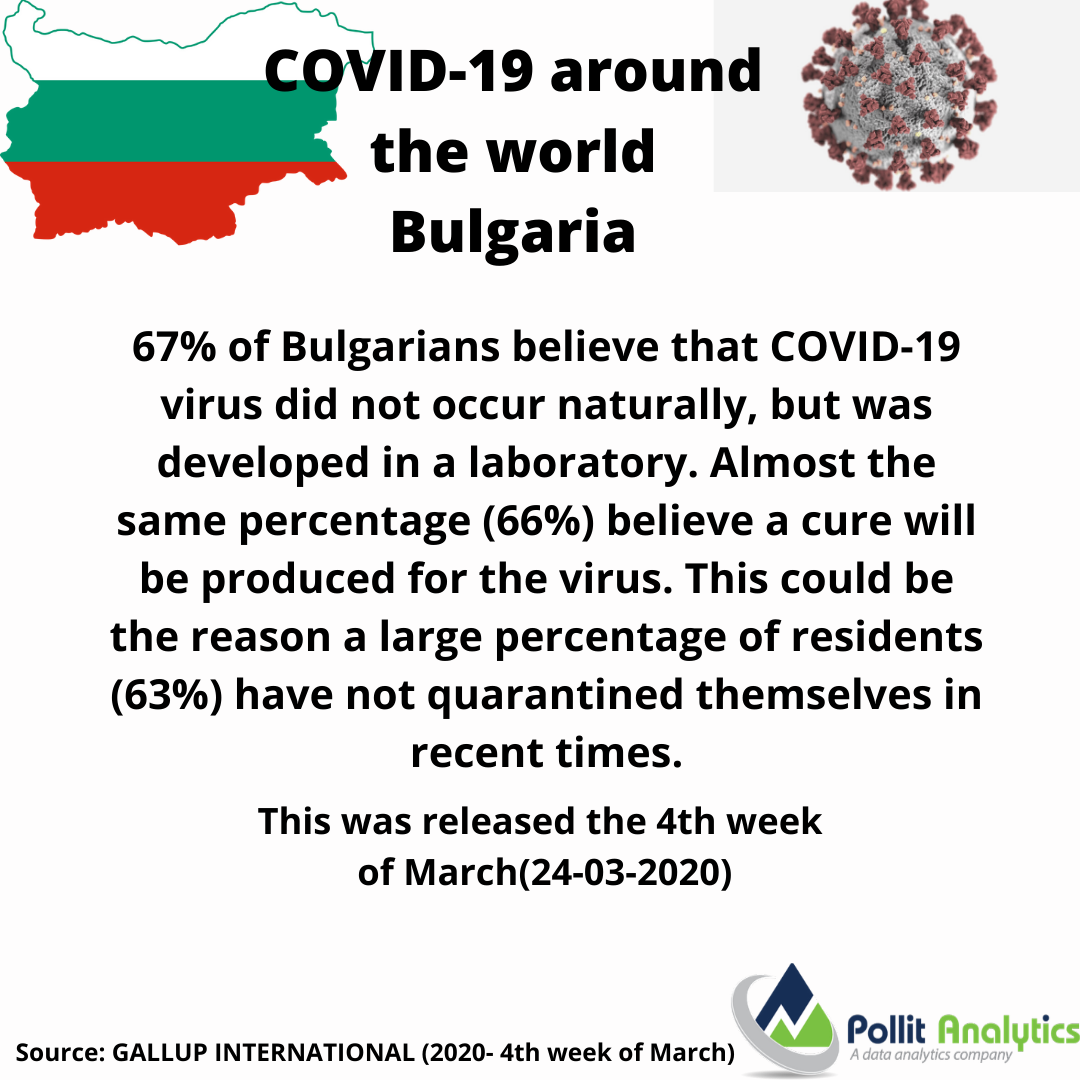 COVID-19 around
the world
Bulgaria
67% of Bulgarians believe that COVID-19
virus did not occur naturally, but was
developed in a laboratory. Almost the
same percentage (66%) believe a cure will
be produced for the virus. This could be
the reason a large percentage of residents
(63%) have not quarantined themselves in
recent times.
This was released the 4th week
of March(24-03-2020)
Source: GALLUP INTERNATIONAL (2020- 4th week of March)
Pollit Analytics
A data analytics company